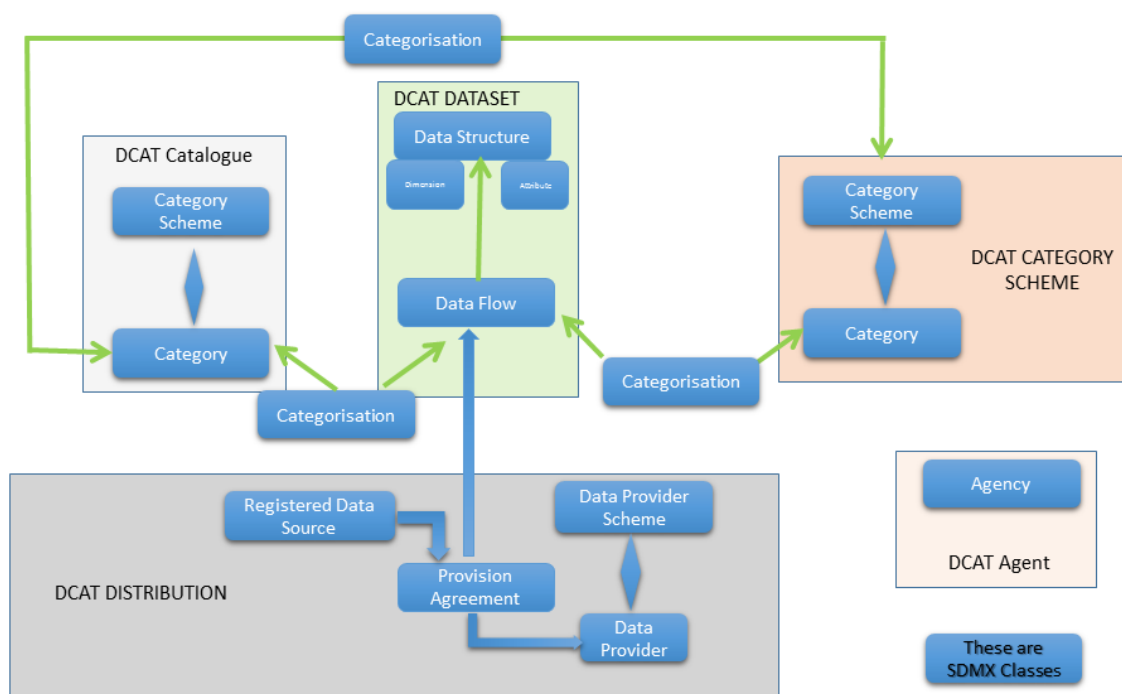 Categorisation
DCAT DATASET
Data Structure
Dimension
Attribute
Data Flow
DCAT Catalogue
Category
Scheme
Category
Categorisation
Categorisation
Category
Scheme
DCAT CATEGORY
SCHEME
Category
Registered Data
Source
Data Provider
Scheme
DCAT DISTRIBUTION
Provision
Agreement
Data
Provider
Agency
DCAT Agent
These are
SDMX Classes